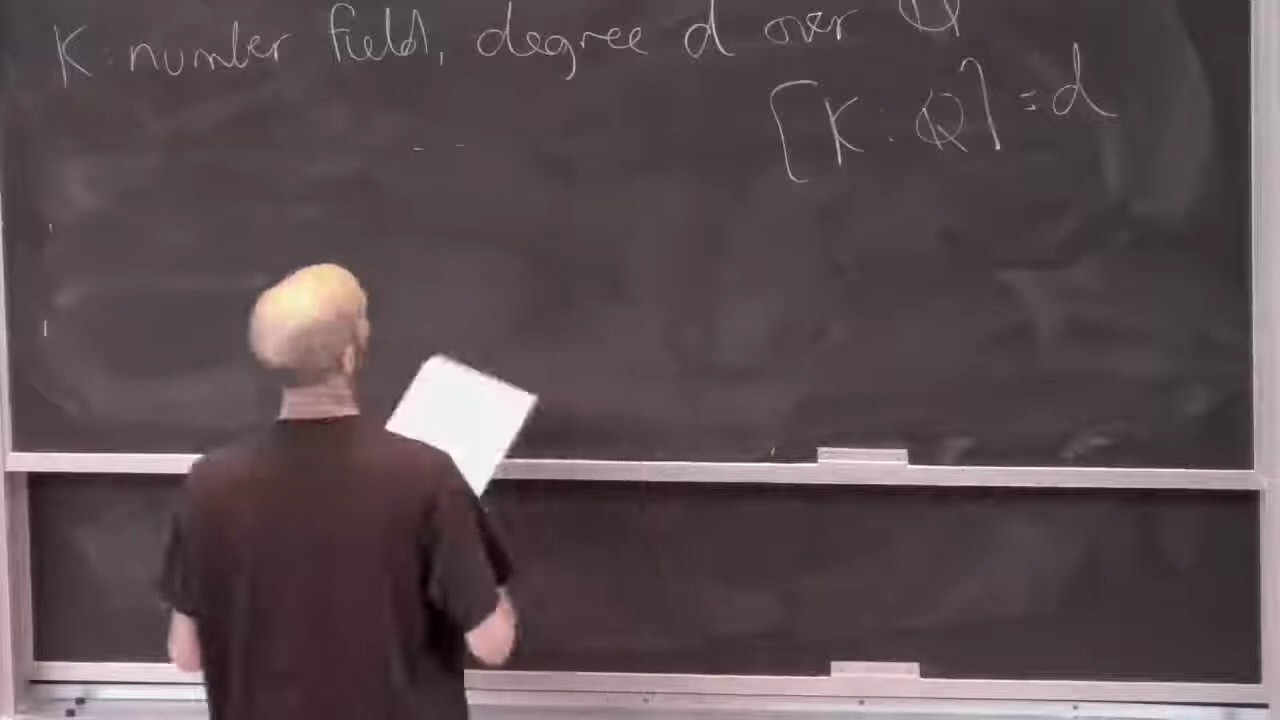 K: number field, degree d over ℚ
[K : ℚ] = d